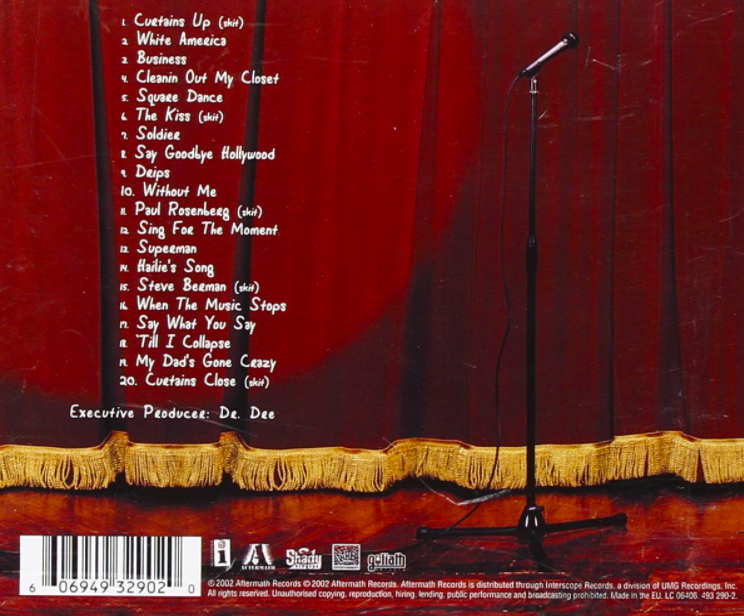 1. Curtains Up (skit)
2. White America
3. Business
4. Cleanin Out My Closet
5. Square Dance
6. The Kiss (skit)
7. Soldier
8. Say Goodbye Hollywood
9. Drips
10. Without Me
11. Paul Rosenberg (skit)
12. Sing For The Moment
13. Superman
14. Hailie's Song
15. Steve Berman (skit)
16. When The Music Stops
17. Say What You Say
18. 'Till I Collapse
19. My Dad's Gone Crazy
20. Curtains Close (skit)
Executive Producer: Dr. Dre
i AFTERMATH Shady goliath
6 06949 32902 0
℗ 2002 Aftermath Records © 2002 Aftermath Records. Aftermath Records is distributed through Interscope Records, a division of UMG Recordings, Inc.
All rights reserved. Unauthorised copying, reproduction, hiring, lending, public performance and broadcasting prohibited. Made in the EU. LC 06406. 493 290-2.